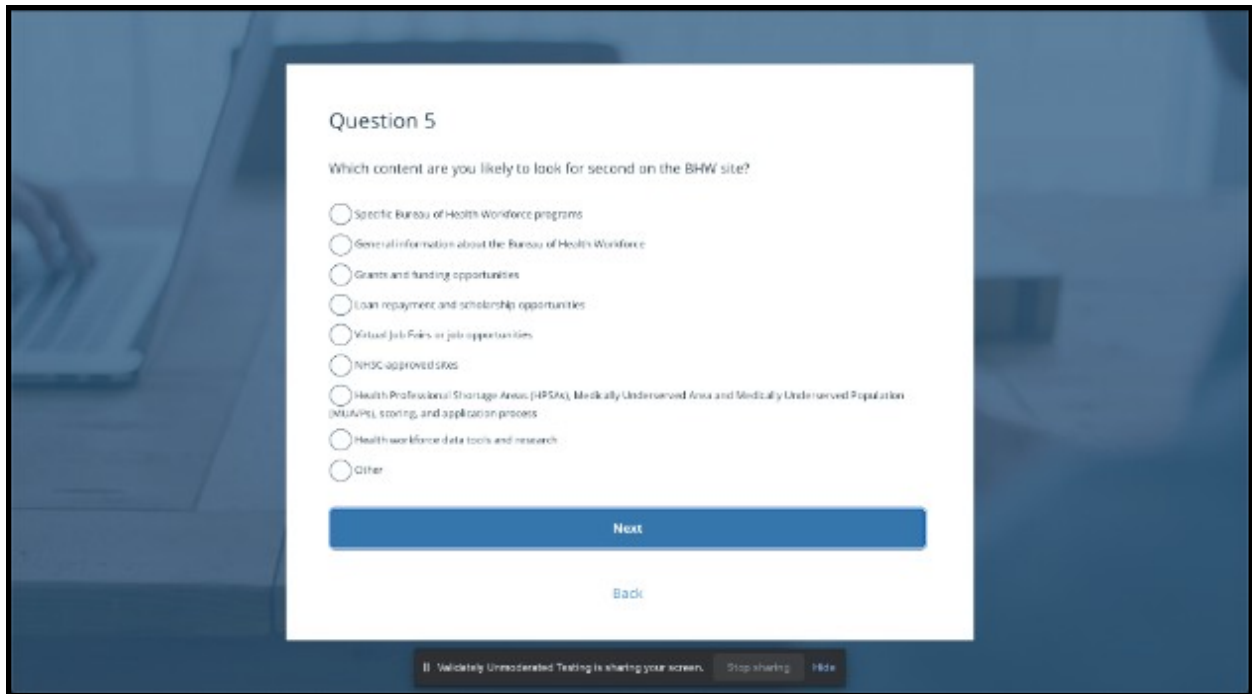 Question 5
Which content are you likely to look for second on the BHW site?
Specific Bureau of Health Workforce programs
General information about the Bureau of Health Workforce
Grants and funding opportunities
Loan repayment and scholarship opportunities
Virtual Job Fairs or job opportunities
NHSC-approved sites
Health Professional Shortage Areas (HPSAs), Medically Underserved Area and Medically Underserved Population
(MUA/Ps), scoring, and application process
Health workforce data tools and research
Other
Next
Back
Validately Unmoderated Testing is sharing your screen. Stop sharing Hide